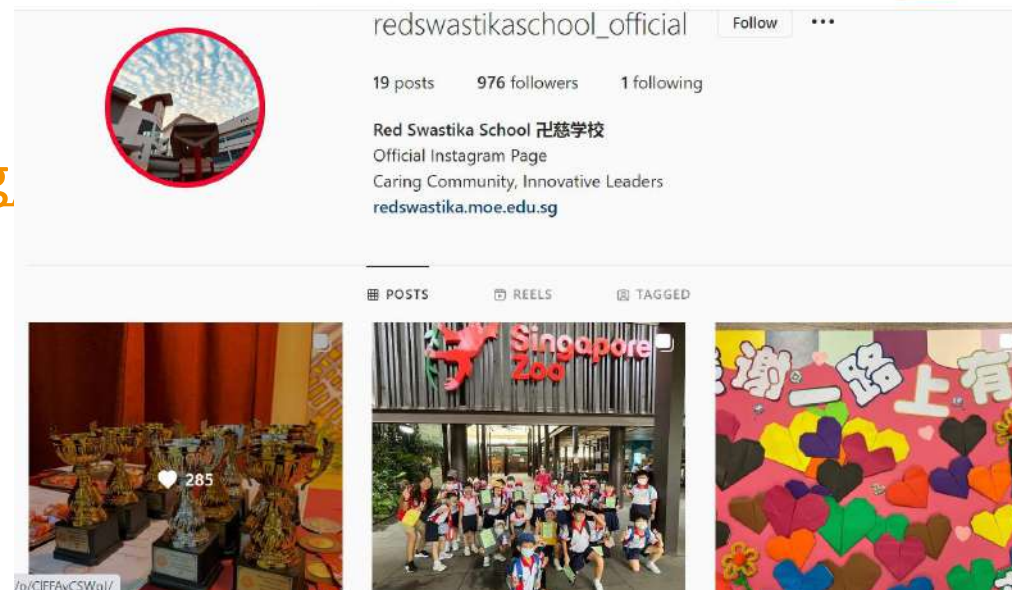 redswastikaschool_official Follow •••
19 posts 976 followers 1 following
Red Swastika School 卍慈学校
Official Instagram Page
Caring Community, Innovative Leaders
redswastika.moe.edu.sg
POSTS REELS TAGGED
285
Singapore
Zoo
谢一路上有